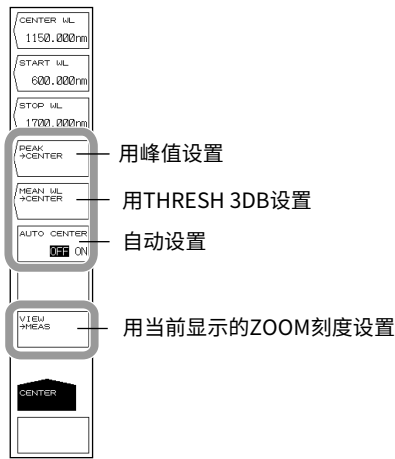 CENTER WL
1150.000nm
START WL
600.000nm
STOP WL
1700.000nm
PEAK
→CENTER
用峰值设置
MEAN WL
→CENTER
用THRESH 3DB设置
AUTO CENTER
OFF ON
自动设置
VIEW
→MEAS
用当前显示的ZOOM刻度设置
CENTER